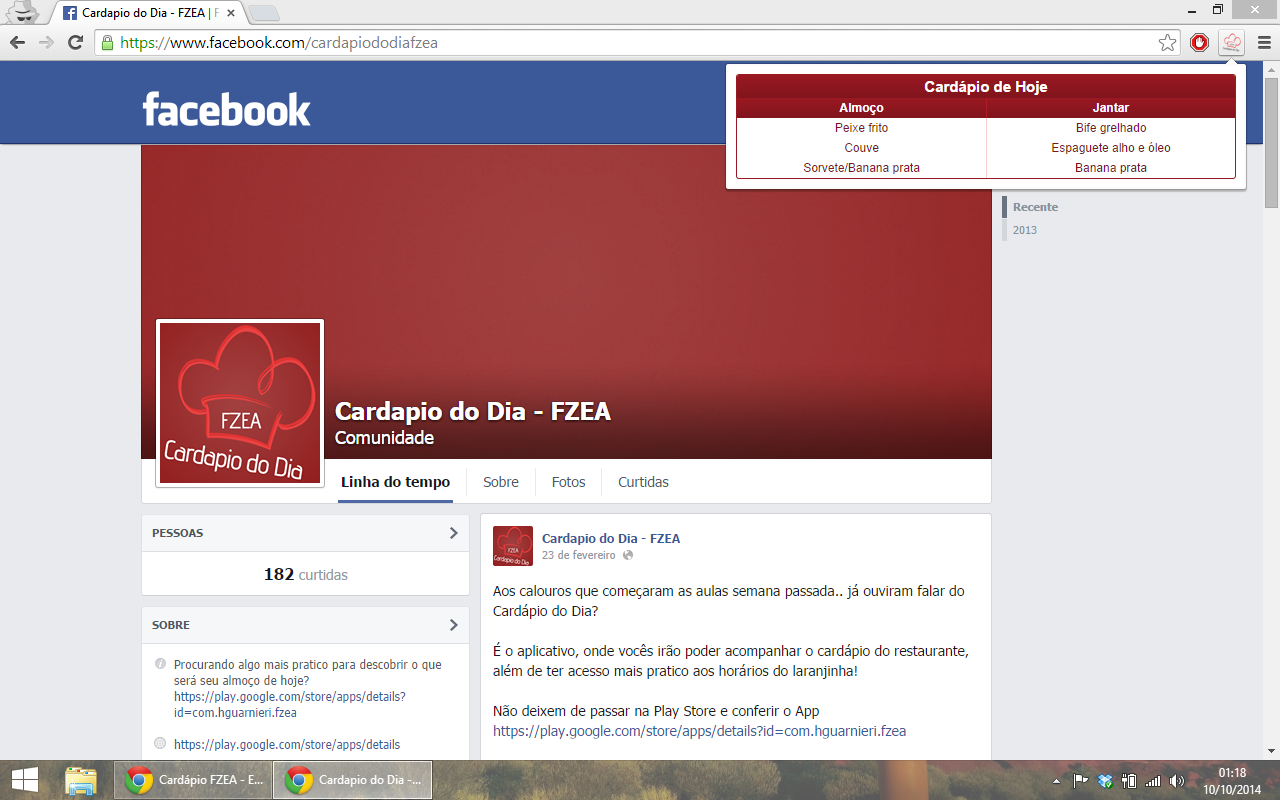 Cardapio do Dia - FZEA | F
https://www.facebook.com/cardapiododiafzea
facebook
Cardápio de Hoje
Almoço Jantar
Peixe frito Bife grelhado
Couve Espaguete alho e óleo
Sorvete/Banana prata Banana prata
Recente
2013
FZEA
Cardapio do Dia
Cardapio do Dia - FZEA
Comunidade
Linha do tempo Sobre Fotos Curtidas
PESSOAS
182 curtidas
SOBRE
Procurando algo mais pratico para descobrir o que
será seu almoço de hoje?
https://play.google.com/store/apps/details?
id=com.hguarnieri.fzea
https://play.google.com/store/apps/details
FZEA
Cardapio do Dia
Cardapio do Dia - FZEA
23 de fevereiro
Aos calouros que começaram as aulas semana passada.. já ouviram falar do
Cardápio do Dia?
É o aplicativo, onde vocês irão poder acompanhar o cardápio do restaurante,
além de ter acesso mais pratico aos horários do laranjinha!
Não deixem de passar na Play Store e conferir o App
https://play.google.com/store/apps/details?id=com.hguarnieri.fzea
Cardápio FZEA - E...
Cardapio do Dia -...
01:18
10/10/2014